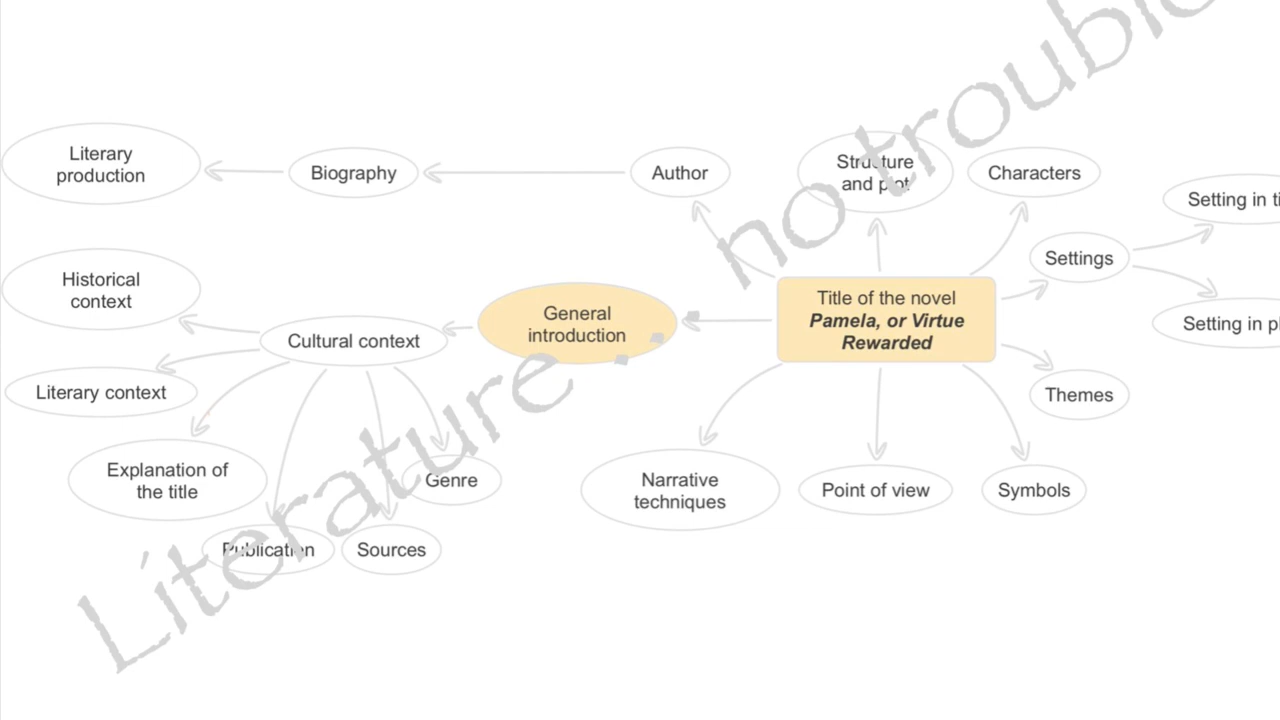 Literature : no trouble
Literary
production
Biography
Author
Structure
and plot
Characters
Setting in ti
Historical
context
Settings
General
introduction
Title of the novel
Pamela, or Virtue
Rewarded
Setting in pl
Cultural context
Literary context
Themes
Explanation of
the title
Genre
Narrative
techniques
Point of view
Symbols
Publication
Sources